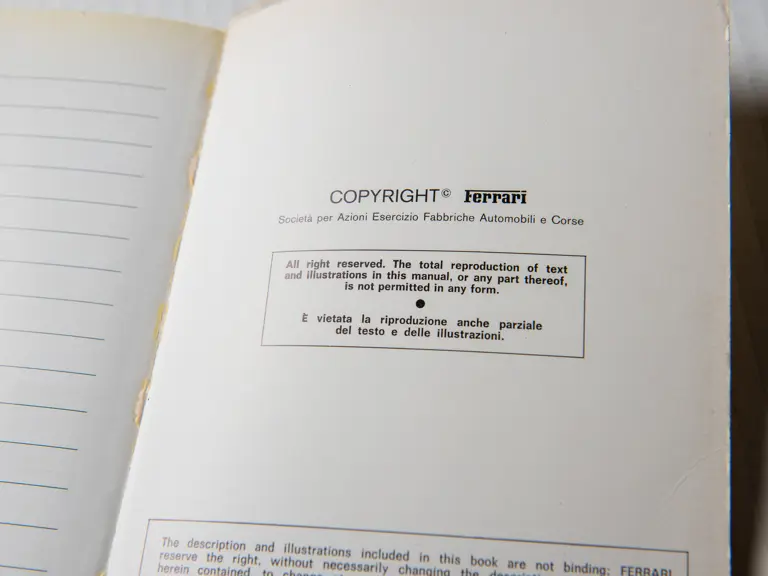 COPYRIGHT© Ferrari
Società per Azioni Esercizio Fabbriche Automobili e Corse
All right reserved. The total reproduction of text
and illustrations in this manual, or any part thereof,
is not permitted in any form.
●
È vietata la riproduzione anche parziale
del testo e delle illustrazioni.
The description and illustrations included in this book are not binding; FERRARI
reserve the right, without necessarily changing the
herein contained to